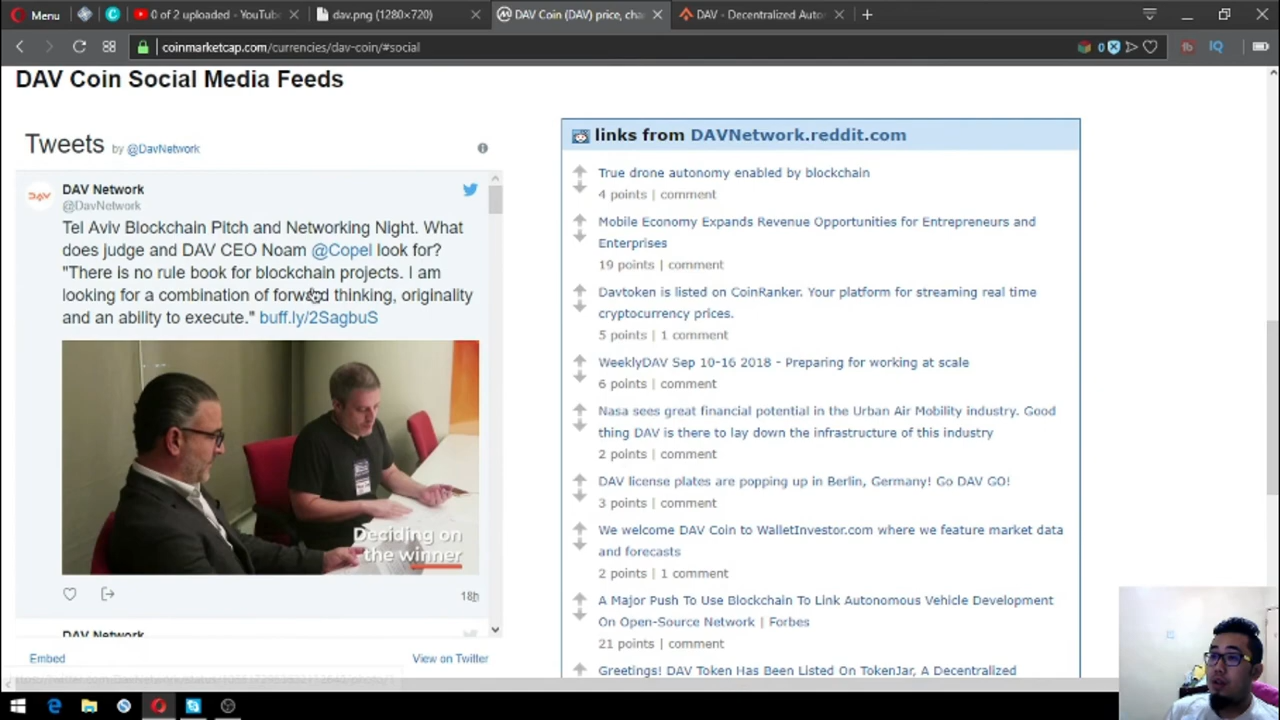 Menu
0 of 2 uploaded - YouTube
dav.png (1280×720)
DAV Coin (DAV) price, cha
DAV - Decentralized Auto
coinmarketcap.com/currencies/dav-coin/#social
0
IQ
DAV Coin Social Media Feeds
Tweets by @DavNetwork
DAV Network
@DavNetwork
Tel Aviv Blockchain Pitch and Networking Night. What
does judge and DAV CEO Noam @Copel look for?
"There is no rule book for blockchain projects. I am
looking for a combination of forward thinking, originality
and an ability to execute." buff.ly/2SagbuS
Deciding on
the winner
18h
DAV Network
Embed
View on Twitter
links from DAVNetwork.reddit.com
True drone autonomy enabled by blockchain
4 points | comment
Mobile Economy Expands Revenue Opportunities for Entrepreneurs and
Enterprises
19 points | comment
Davtoken is listed on CoinRanker. Your platform for streaming real time
cryptocurrency prices.
5 points | 1 comment
WeeklyDAV Sep 10-16 2018 - Preparing for working at scale
6 points | comment
Nasa sees great financial potential in the Urban Air Mobility industry. Good
thing DAV is there to lay down the infrastructure of this industry
2 points | comment
DAV license plates are popping up in Berlin, Germany! Go DAV GO!
3 points | comment
We welcome DAV Coin to WalletInvestor.com where we feature market data
and forecasts
2 points | 1 comment
A Major Push To Use Blockchain To Link Autonomous Vehicle Development
On Open-Source Network | Forbes
21 points | comment
Greetings! DAV Token Has Been Listed On TokenJar, A Decentralized